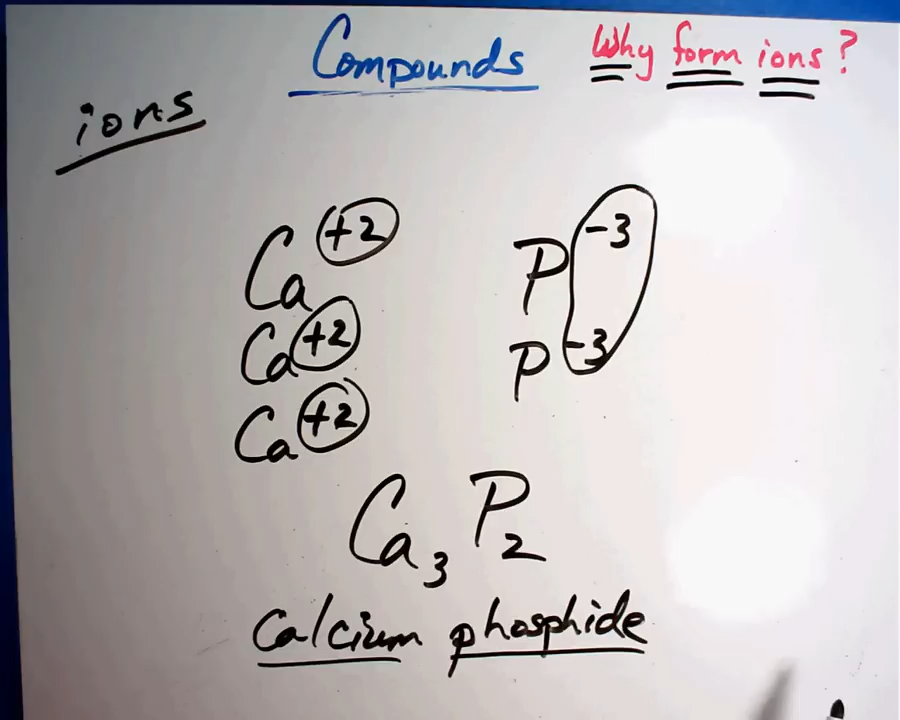 Compounds Why form ions?
ions
Ca+2 P-3
Ca+2 P-3
Ca+2
Ca3P2
Calcium phosphide